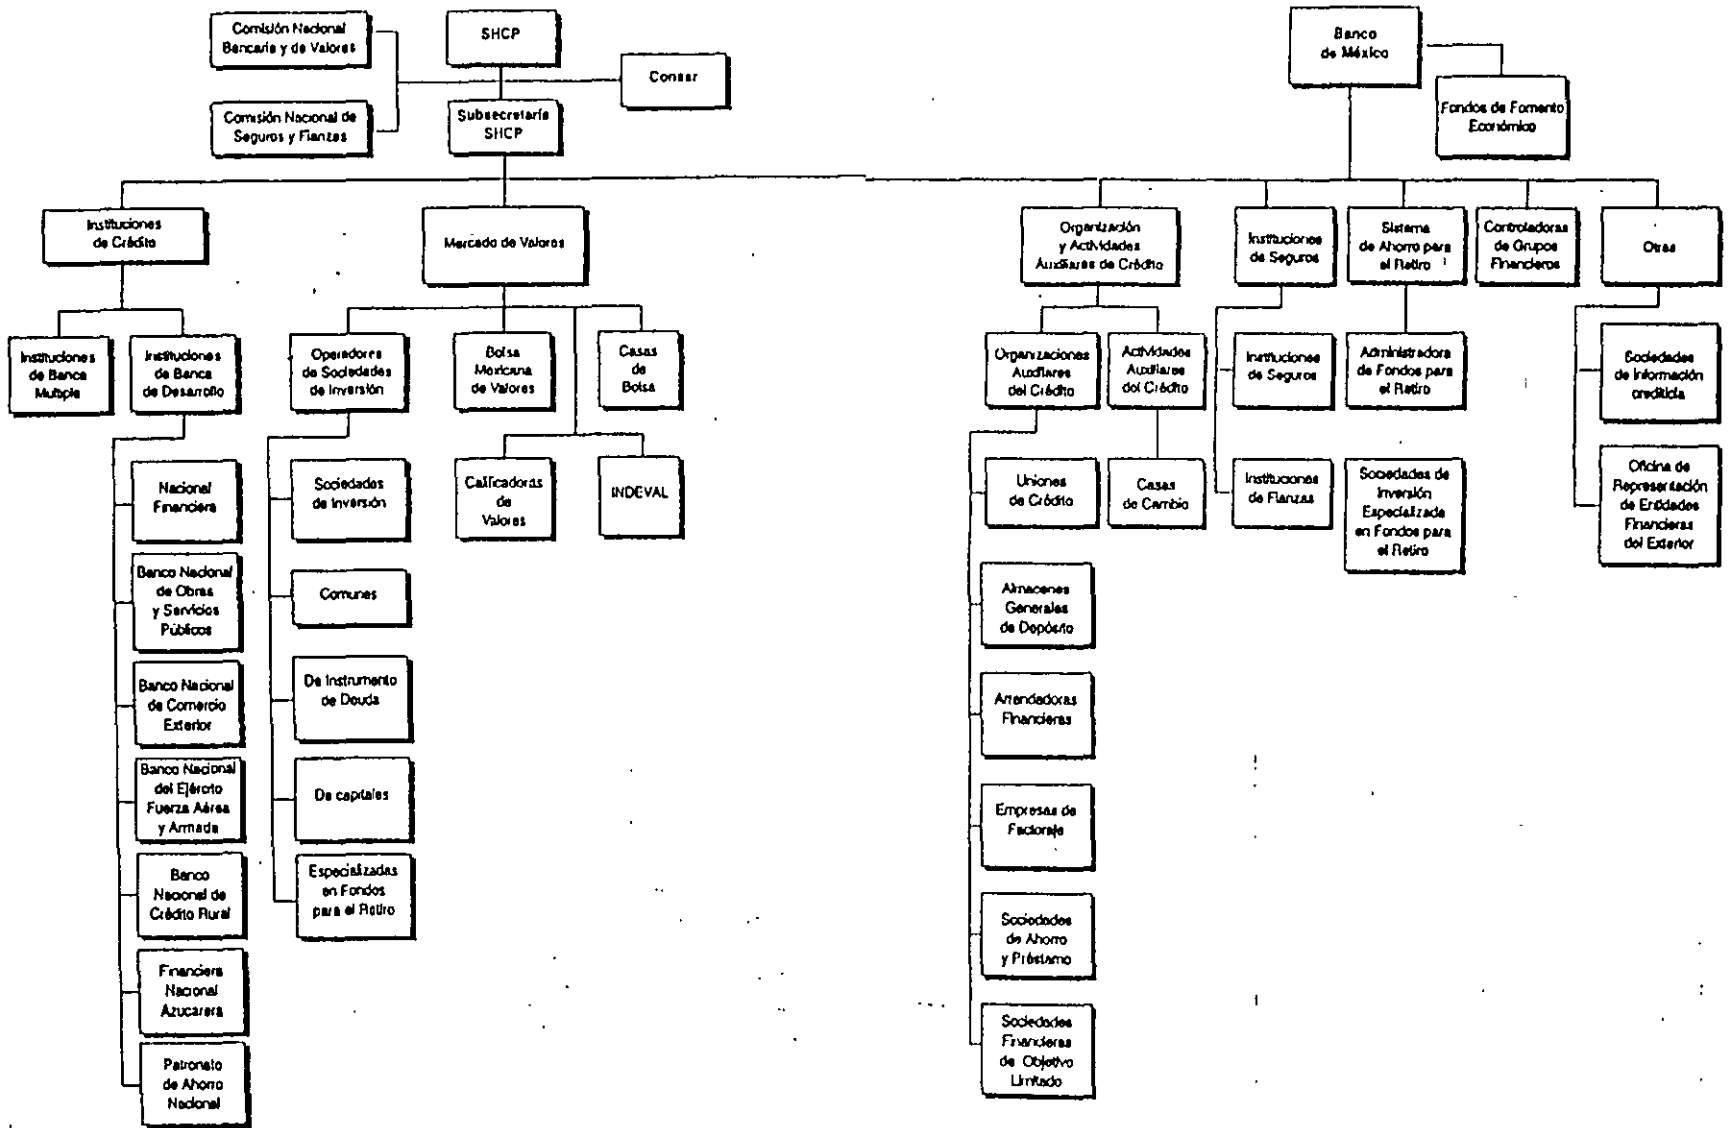 Comisión Nacional
Bancaria y de Valores
SHCP
Consar
Comisión Nacional de
Seguros y Fianzas
Subsecretaría
SHCP
Banco
de México
Fondos de Fomento
Económico
Instituciones
de Crédito
Mercado de Valores
Organización
y Actividades
Auxiliares de Crédito
Instituciones
de Seguros
Sistema
de Ahorro para
el Retiro
Controladoras
de Grupos
Financieros
Otras
Instituciones
de Banca
Multiple
Instituciones
de Banca
de Desarrollo
Operadores
de Sociedades
de Inversión
Bolsa
Mexicana
de Valores
Casas
de
Bolsa
Organizaciones
Auxiliares
del Crédito
Actividades
Auxiliares
del Crédito
Instituciones
de Seguros
Administradora
de Fondos para
el Retiro
Sociedades
de Información
crediticia
Nacional
Financiera
Sociedades
de Inversión
Calificadoras
de
Valores
INDEVAL
Uniones
de Crédito
Casas
de Cambio
Instituciones
de Fianzas
Sociedades de
Inversión
Especializada
en Fondos para
el Retiro
Oficina de
Representación
de Entidades
Financieras
del Exterior
Banco Nacional
de Obras
y Servicios
Públicos
Comunes
Almacenes
Generales
de Depósito
Banco Nacional
de Comercio
Exterior
De Instrumento
de Deuda
Arrendadoras
Financieras
Banco Nacional
del Ejército
Fuerza Aérea
y Armada
De capitales
Empresas de
Factoraje
Banco
Nacional de
Crédito Rural
Especializadas
en Fondos
para el Retiro
Sociedades
de Ahorro
y Préstamo
Financiera
Nacional
Azucarera
Sociedades
Financieras
de Objetivo
Limitado
Patronato
de Ahorro
Nacional